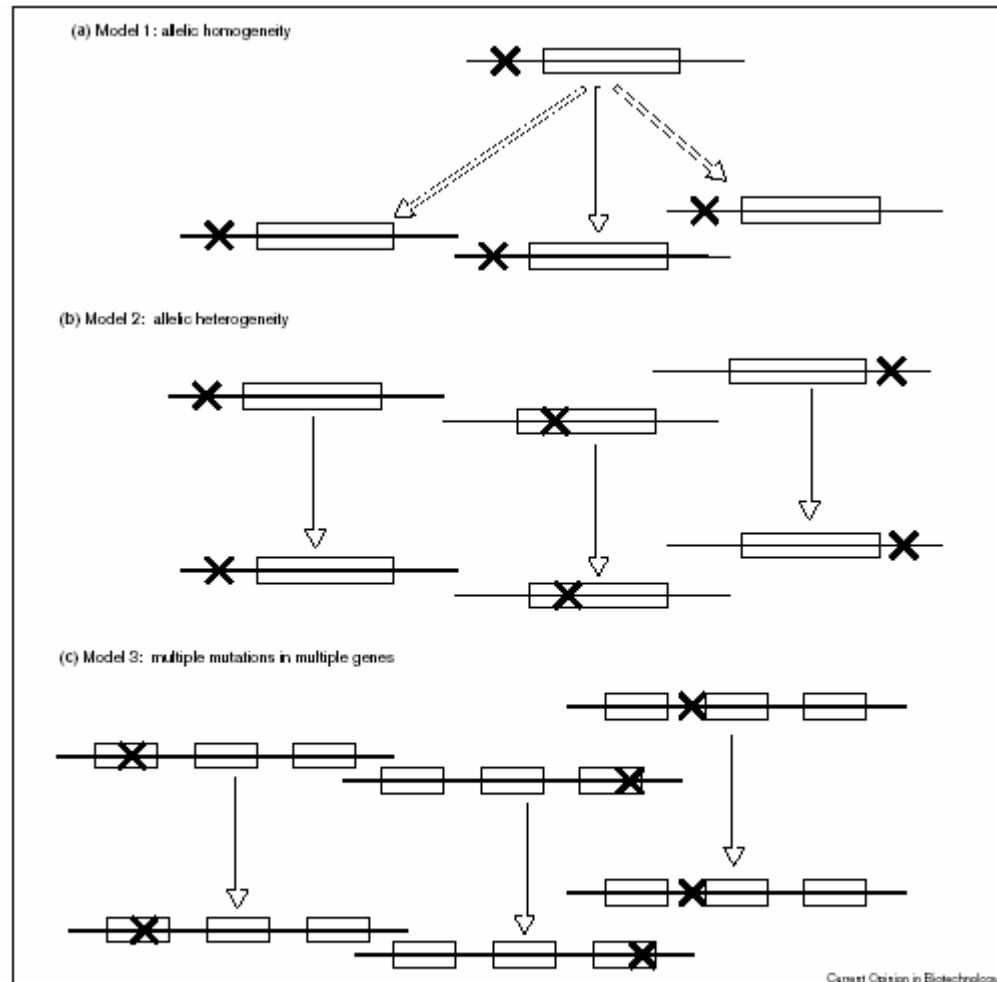 (a) Model 1: allelic homogeneity
(b) Model 2: allelic heterogeneity
(c) Model 3: multiple mutations in multiple genes
Current Opinion in Biotechnology